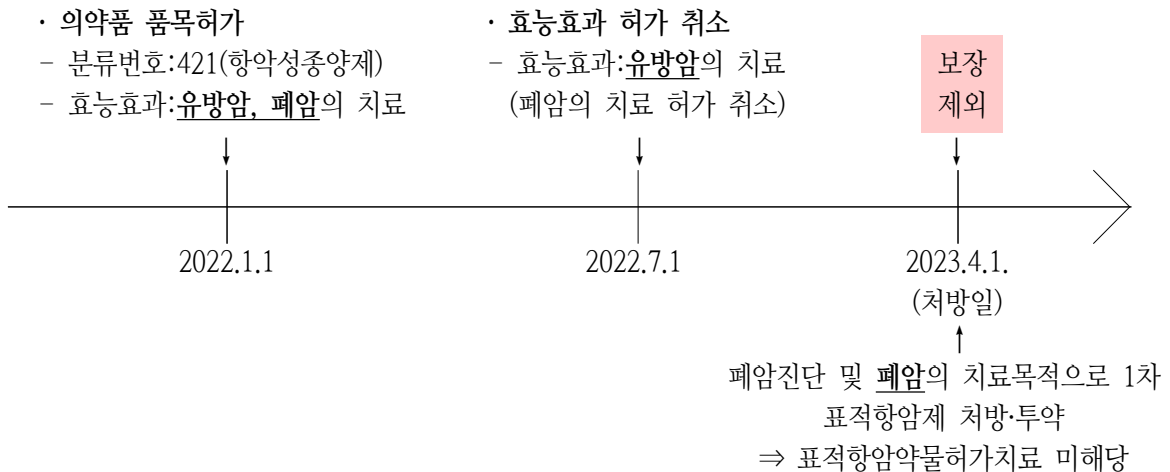 · 의약품 품목허가
- 분류번호:421(항악성종양제)
- 효능효과:유방암, 폐암의 치료
· 효능효과 허가 취소
- 효능효과:유방암의 치료
(폐암의 치료 허가 취소)
보장
제외
2022.1.1
2022.7.1
2023.4.1.
(처방일)
폐암진단 및 폐암의 치료목적으로 1차
표적항암제 처방·투약
⇒ 표적항암약물허가치료 미해당